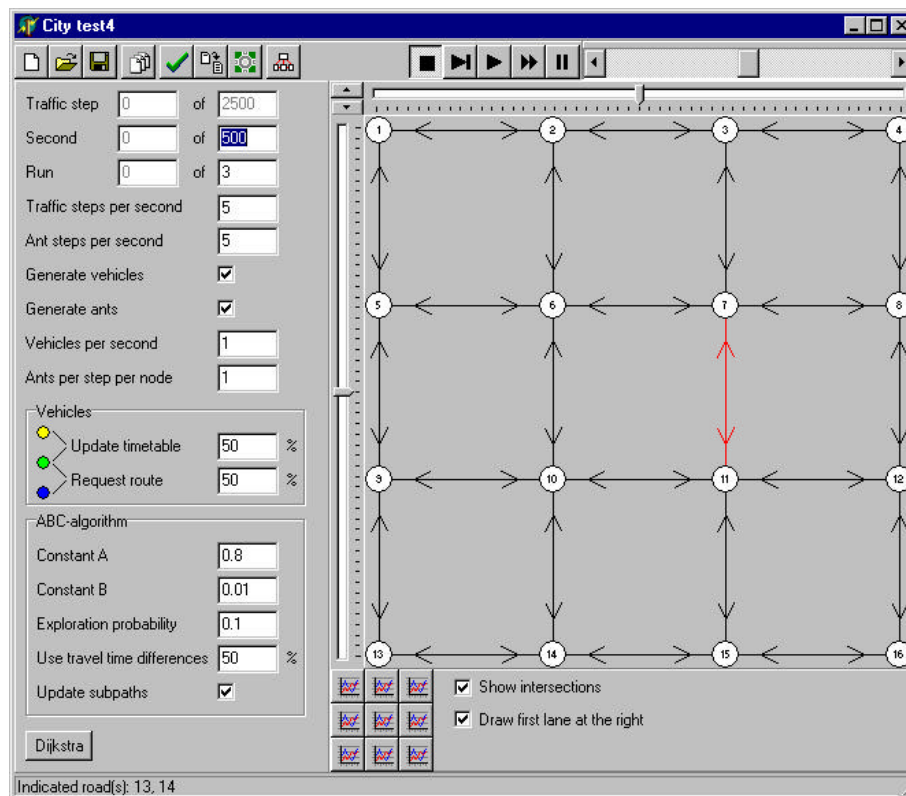 City test4
Traffic step 0 of 2500
Second 0 of 500
Run 0 of 3
Traffic steps per second 5
Ant steps per second 5
Generate vehicles
Generate ants
Vehicles per second 1
Ants per step per node 1
Vehicles
Update timetable 50 %
Request route 50 %
ABC-algorithm
Constant A 0.8
Constant B 0.01
Exploration probability 0.1
Use travel time differences 50 %
Update subpaths
Dijkstra
1 2 3 4
5 6 7 8
9 10 11 12
13 14 15 16
Show intersections
Draw first lane at the right
Indicated road(s): 13, 14